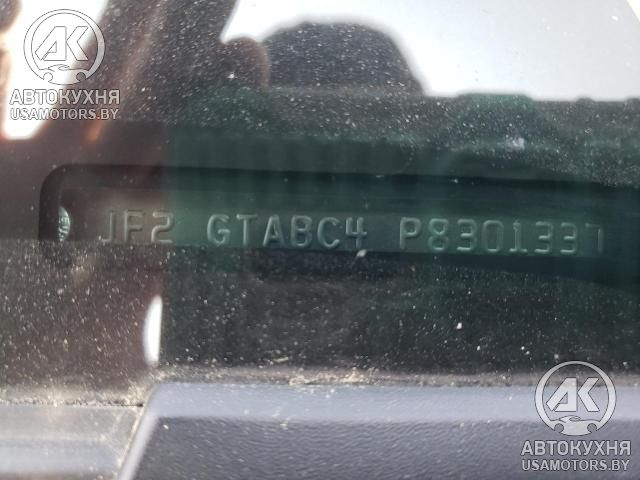 AK
АВТОКУХНЯ
USAMOTORS.BY
JF2 GTABC4 P8301337
AK
АВТОКУХНЯ
USAMOTORS.BY